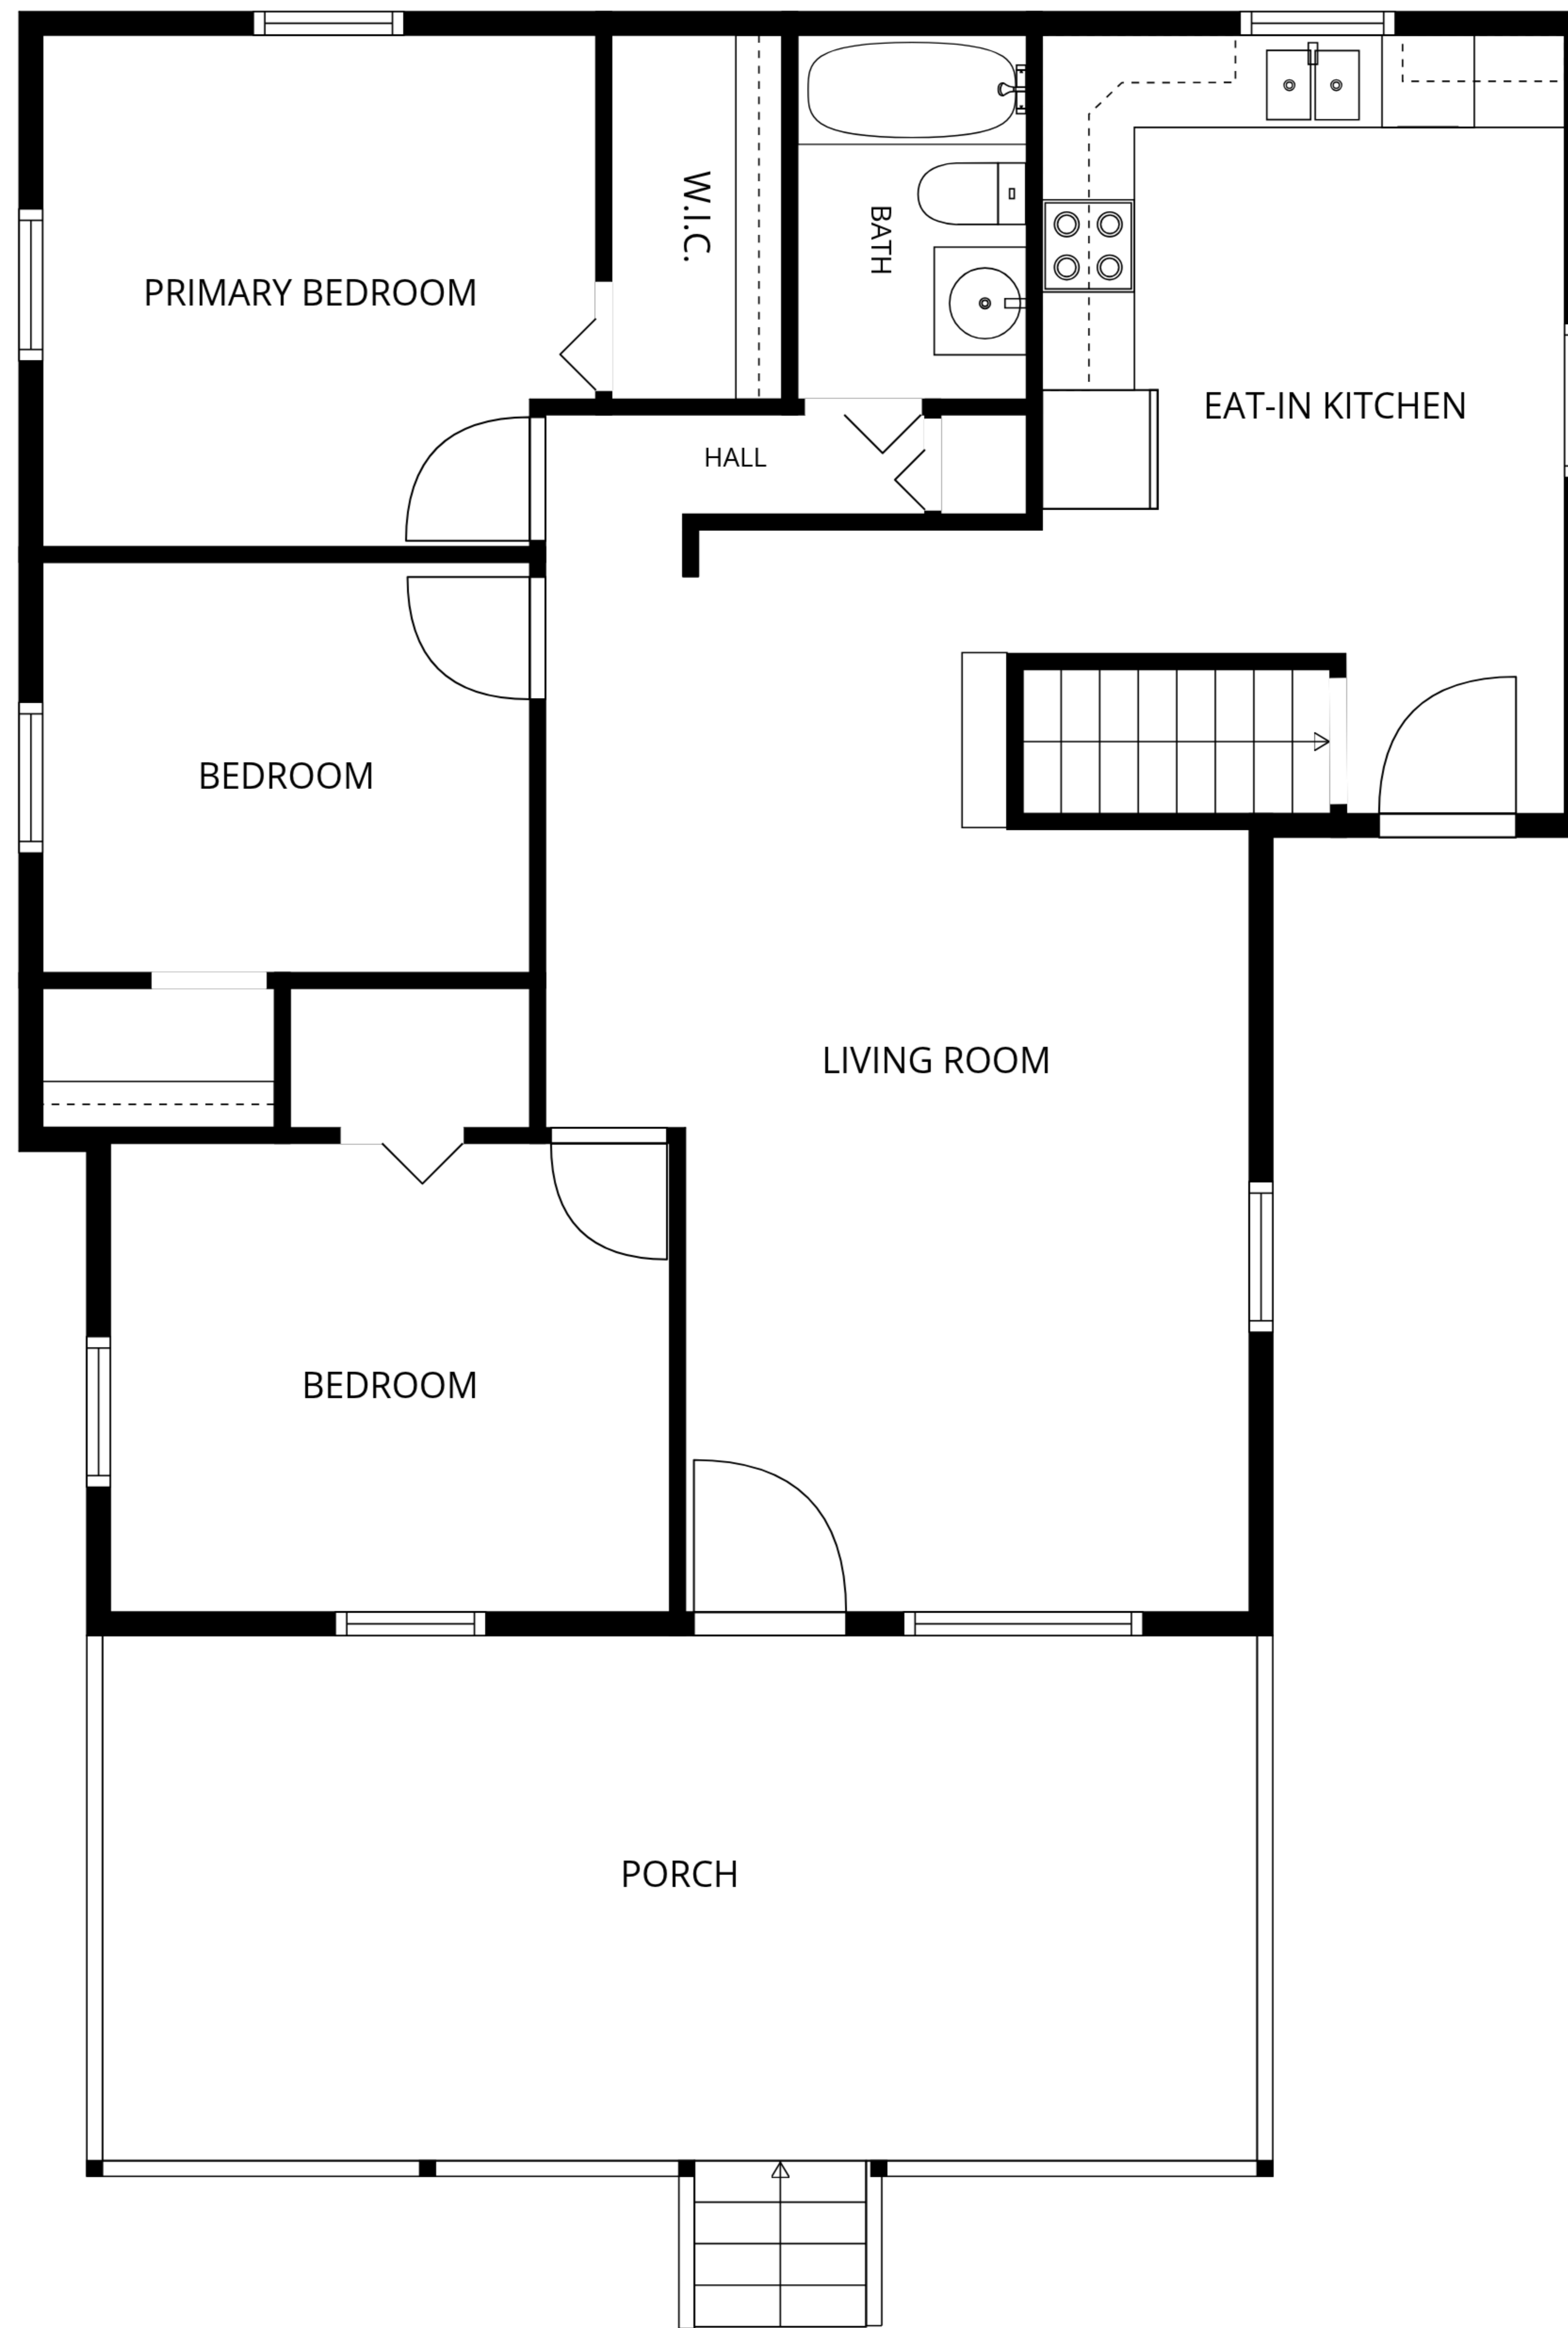 W.I.C.
BATH
PRIMARY BEDROOM
EAT-IN KITCHEN
HALL
BEDROOM
LIVING ROOM
BEDROOM
PORCH